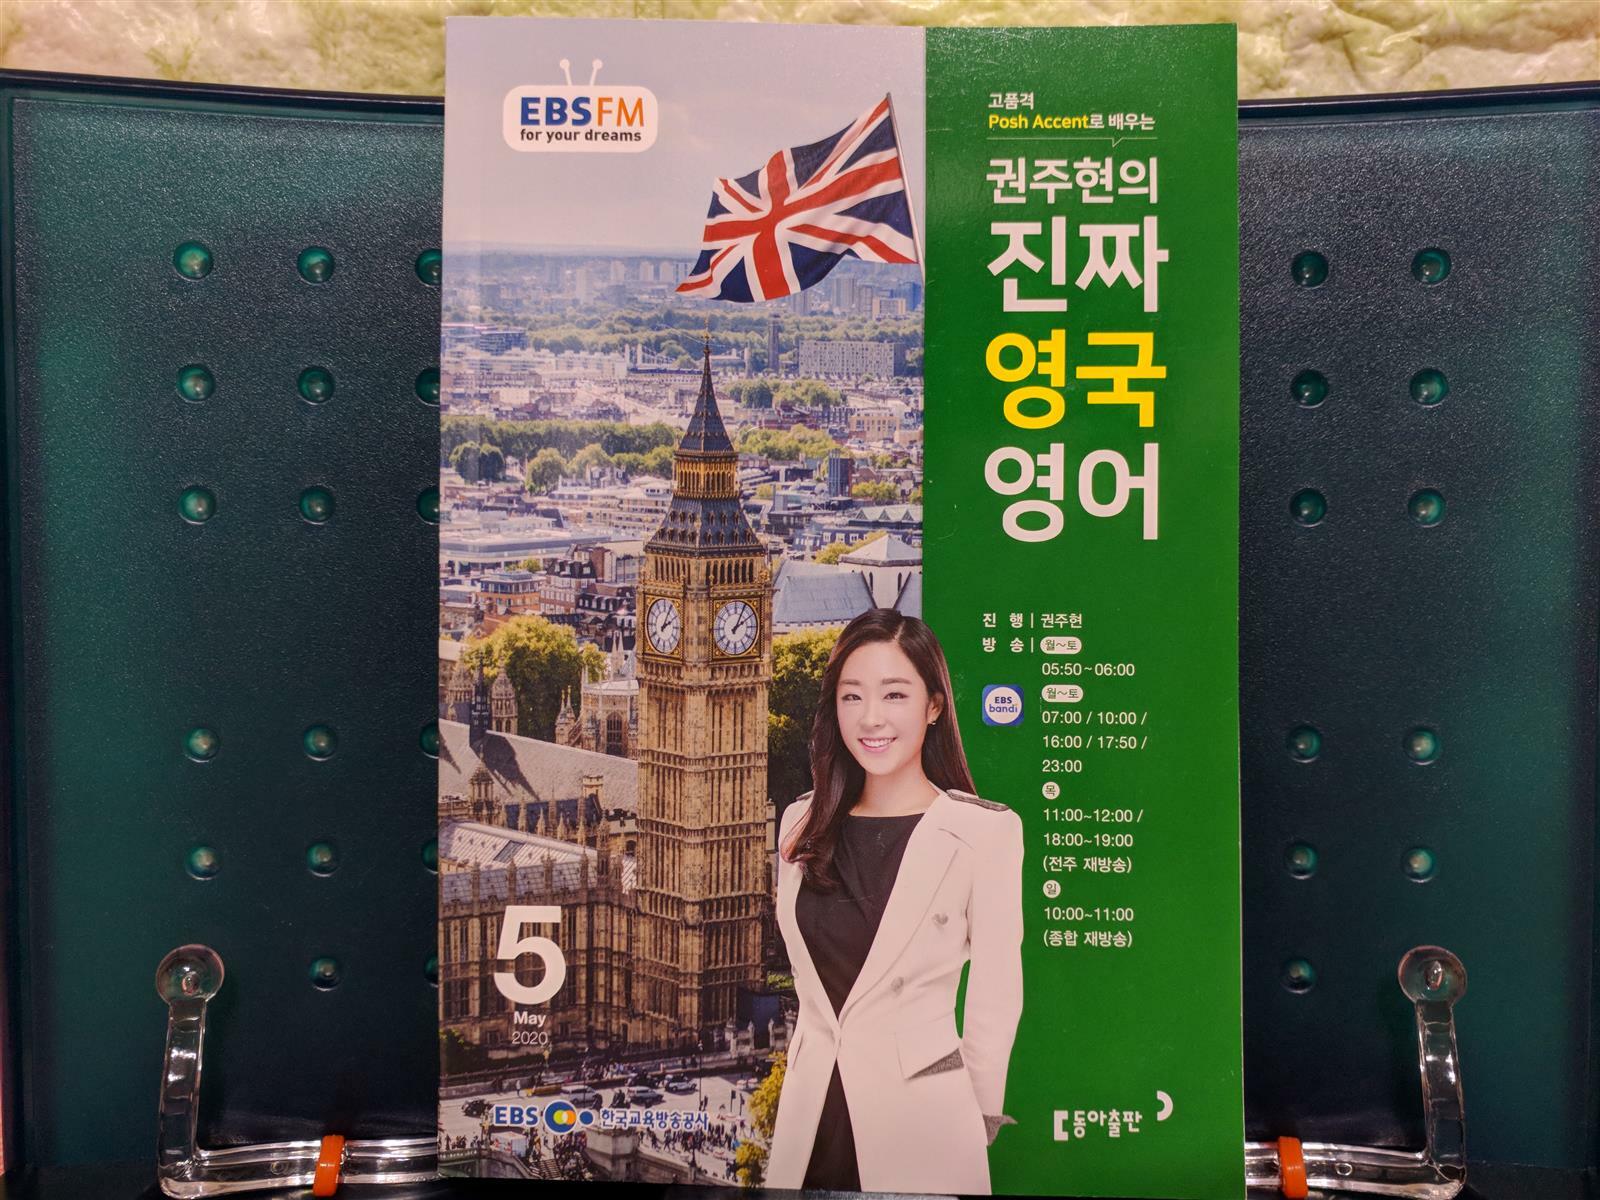 EBS FM
for your dreams
고품격
Posh Accent로 배우는
권주현의
진짜
영국
영어
진 행 | 권주현
방 송 | 월~토
05:50~06:00
EBS
bandi
월~토
07:00 / 10:00 /
16:00 / 17:50 /
23:00
목
11:00~12:00 /
18:00~19:00
(전주 재방송)
일
10:00~11:00
(종합 재방송)
5
May
2020
EBS 한국교육방송공사
동아출판